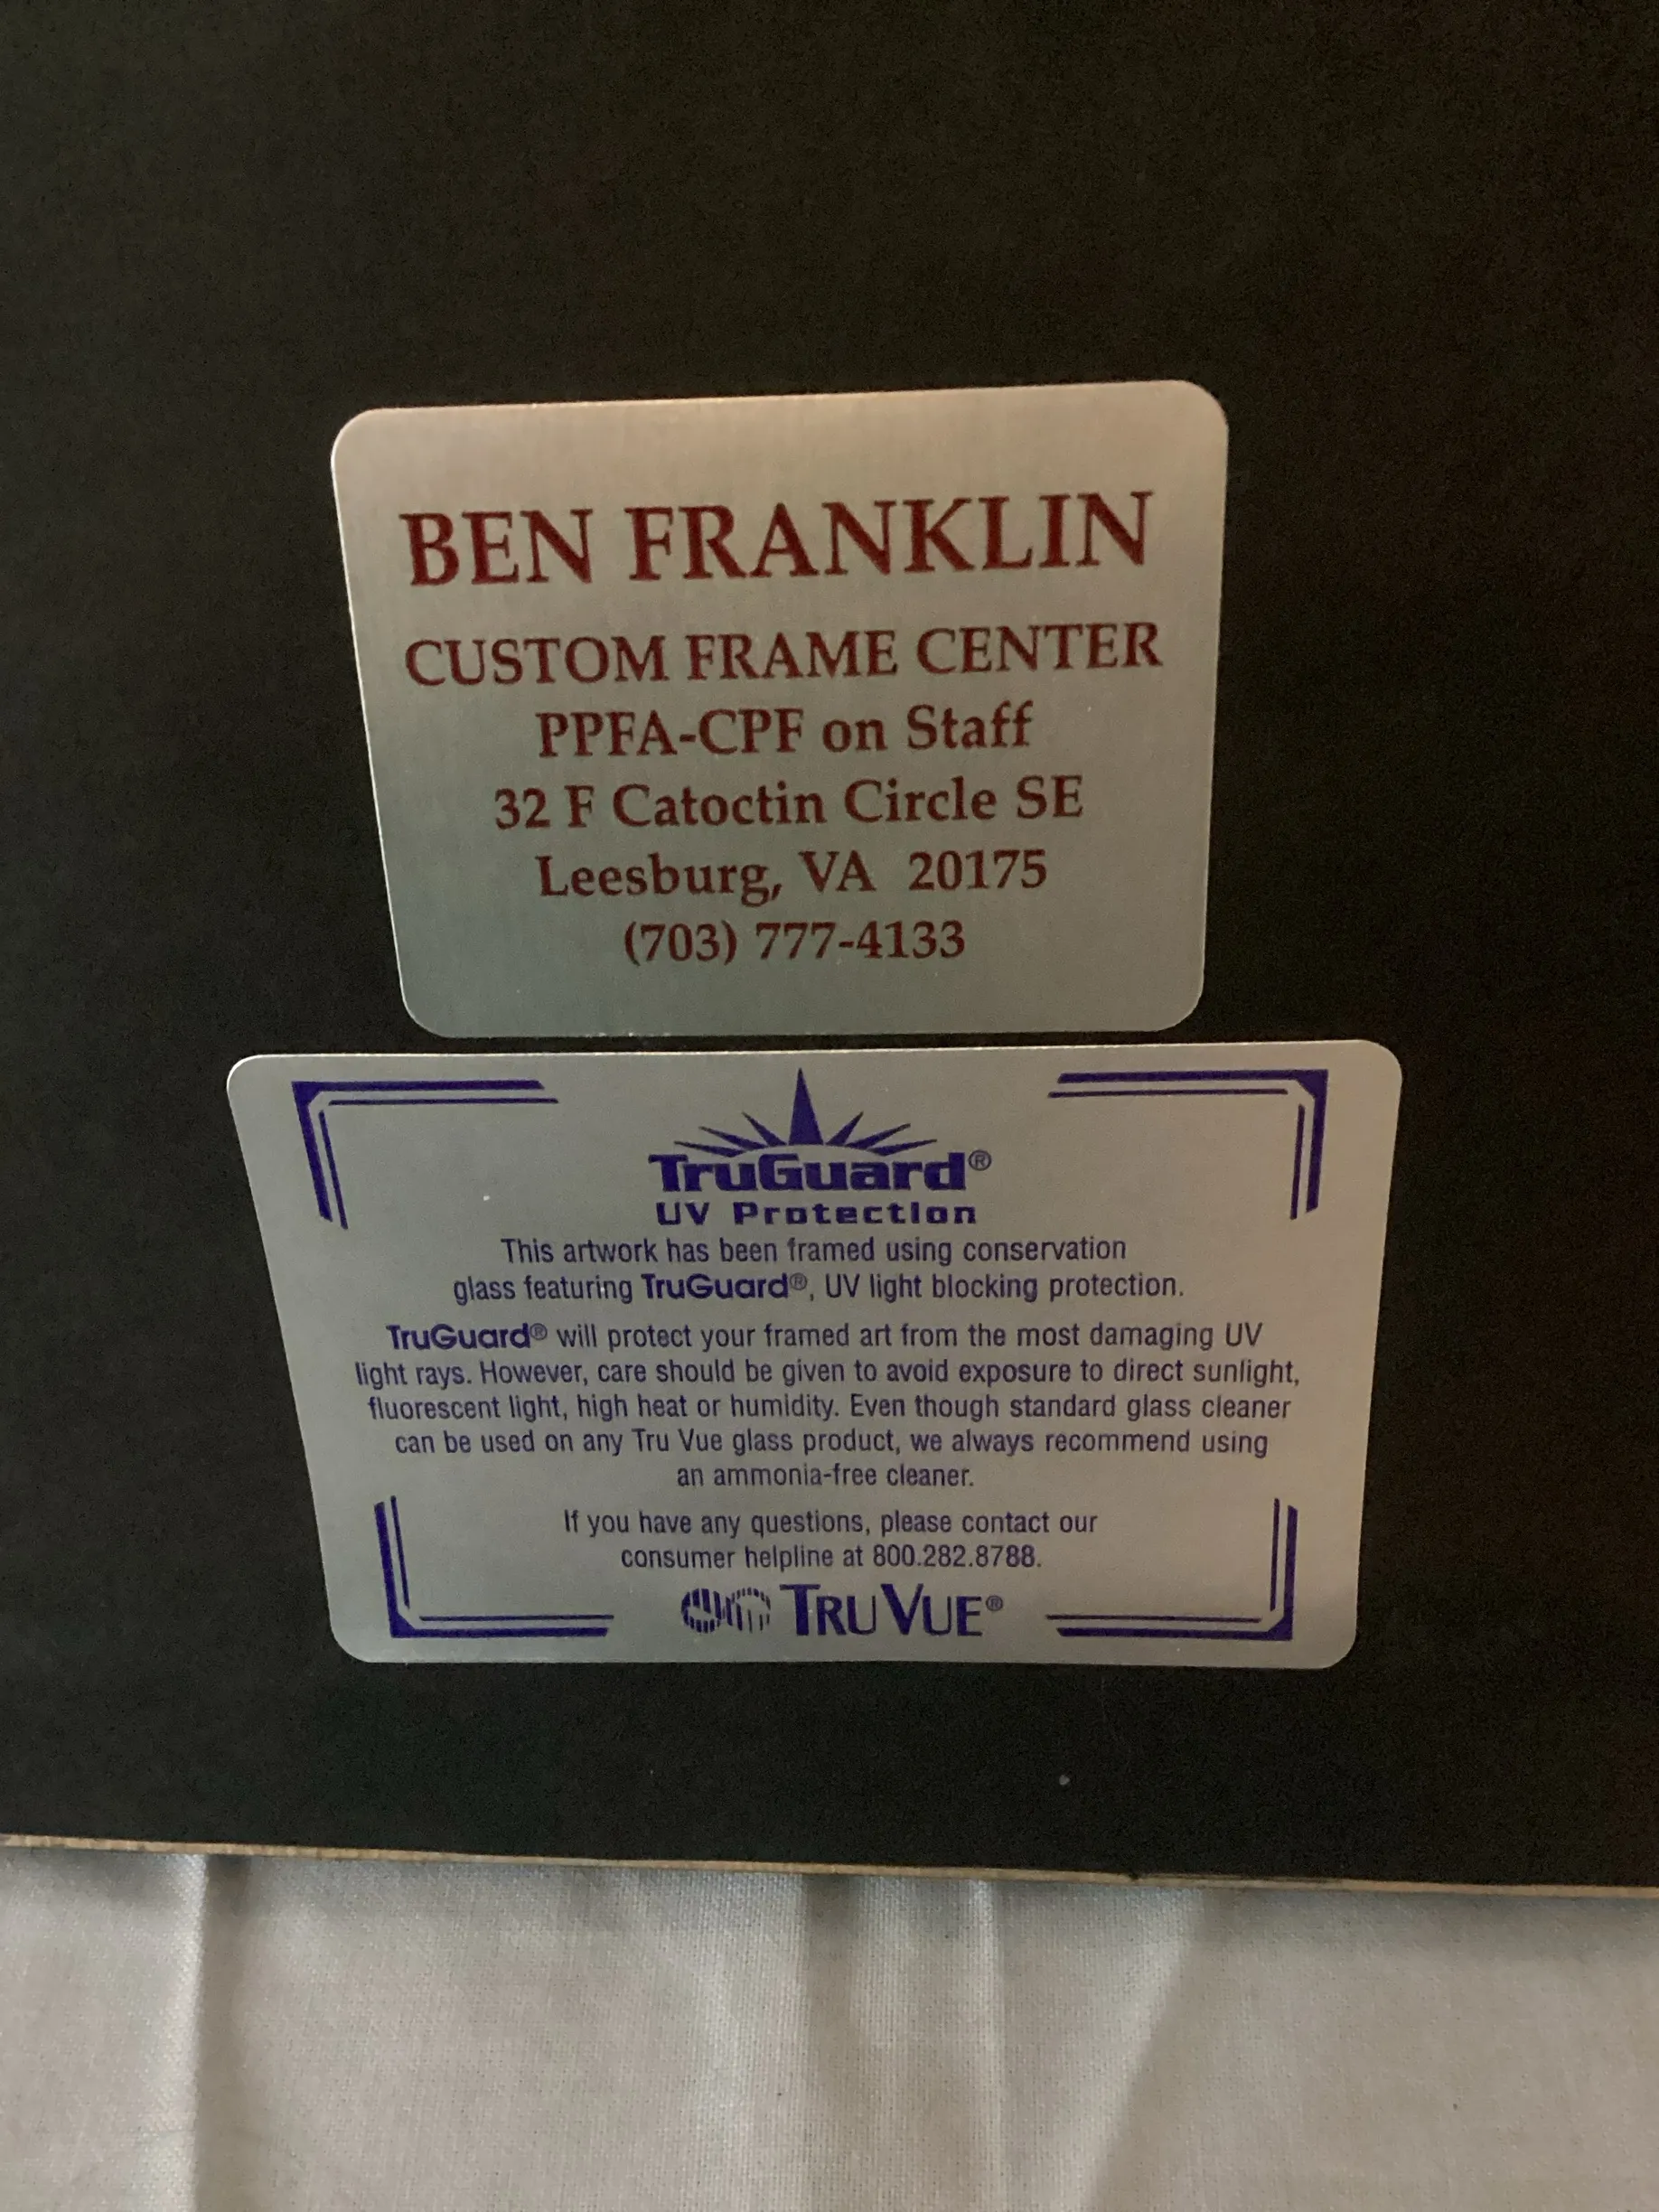 BEN FRANKLIN
CUSTOM FRAME CENTER
PPFA-CPF on Staff
32 F Catoctin Circle SE
Leesburg, VA 20175
(703) 777-4133
TruGuard®
UV Protection
This artwork has been framed using conservation
glass featuring TruGuard®, UV light blocking protection.
TruGuard® will protect your framed art from the most damaging UV
light rays. However, care should be given to avoid exposure to direct sunlight,
fluorescent light, high heat or humidity. Even though standard glass cleaner
can be used on any Tru Vue glass product, we always recommend using
an ammonia-free cleaner.
If you have any questions, please contact our
consumer helpline at 800.282.8788.
TRU VUE®